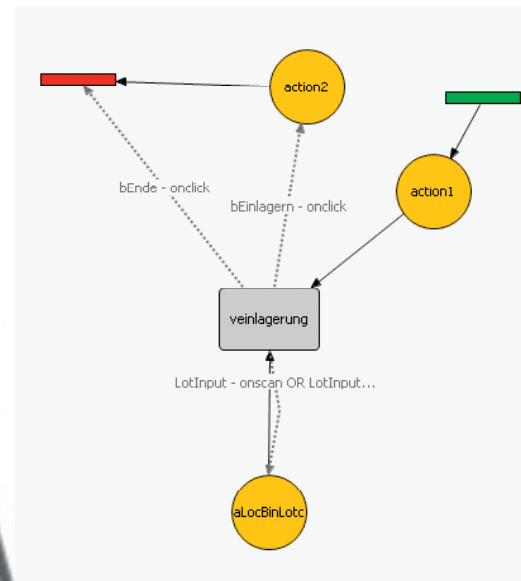 action2
action1
bEnde - onclick
bEinlagern - onclick
veinlagerung
LotInput - onscan OR LotInput...
aLocBinLotc